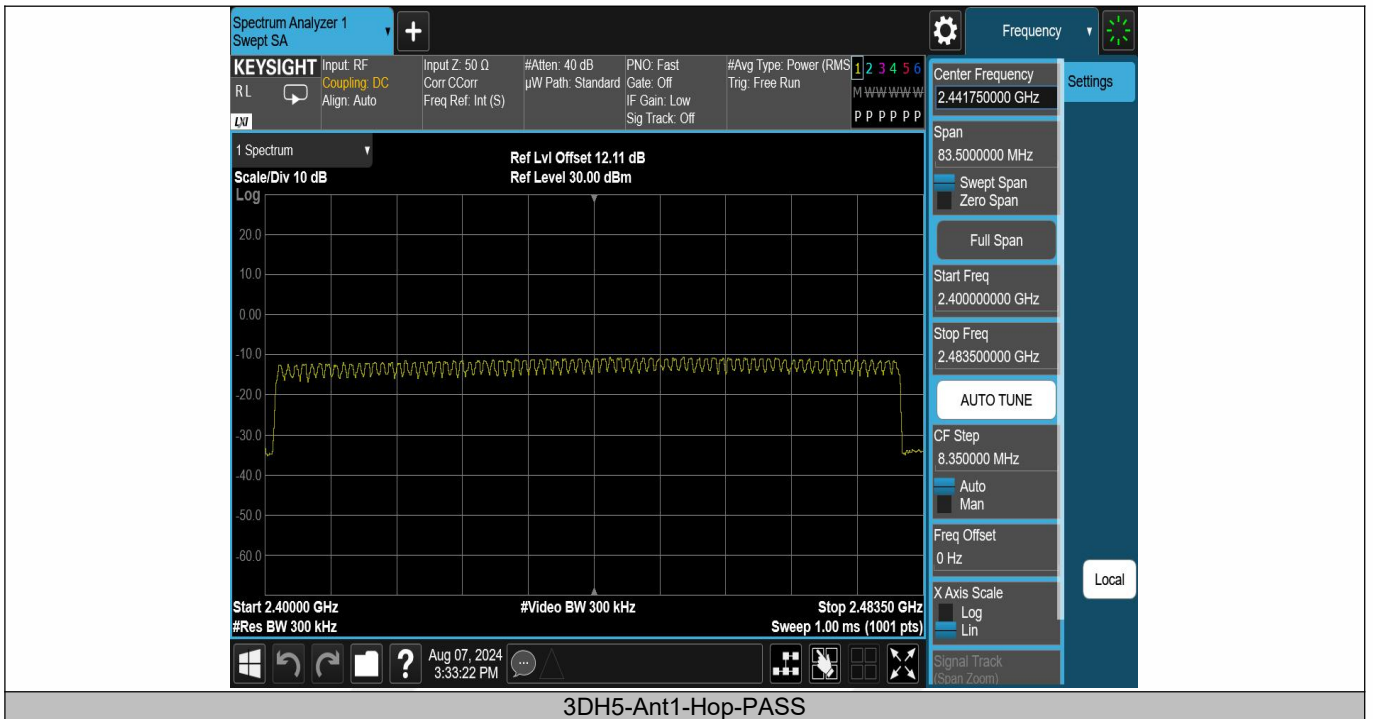 Spectrum Analyzer 1
Swept SA
+
Frequency
KEYSIGHT
RL
LXI
Input: RF
Coupling: DC
Align: Auto
Input Z: 50 Ω
Corr CCorr
Freq Ref: Int (S)
#Atten: 40 dB
µW Path: Standard
PNO: Fast
Gate: Off
IF Gain: Low
Sig Track: Off
#Avg Type: Power (RMS
Trig: Free Run
1 2 3 4 5 6
M W W W W W
P P P P P P
1 Spectrum
Scale/Div 10 dB
Ref Lvl Offset 12.11 dB
Ref Level 30.00 dBm
Log
20.0
10.0
0.00
-10.0
-20.0
-30.0
-40.0
-50.0
-60.0
Start 2.40000 GHz
#Res BW 300 kHz
#Video BW 300 kHz
Stop 2.48350 GHz
Sweep 1.00 ms (1001 pts)
Center Frequency
2.441750000 GHz
Settings
Span
83.5000000 MHz
Swept Span
Zero Span
Full Span
Start Freq
2.400000000 GHz
Stop Freq
2.483500000 GHz
AUTO TUNE
CF Step
8.350000 MHz
Auto
Man
Freq Offset
0 Hz
X Axis Scale
Log
Lin
Signal Track
(Span Zoom)
Local
?
Aug 07, 2024
3:33:22 PM
3DH5-Ant1-Hop-PASS